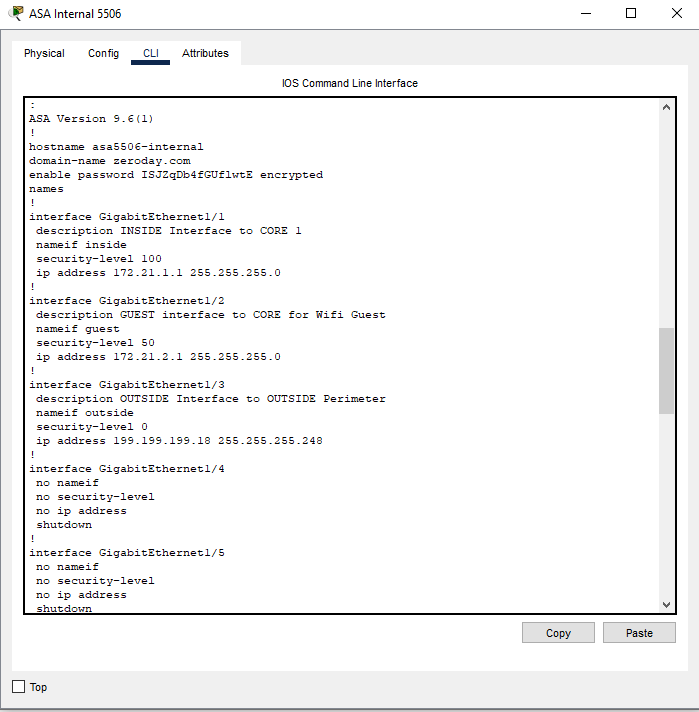 ASA Internal 5506
Physical Config CLI Attributes
IOS Command Line Interface
:
ASA Version 9.6(1)
!
hostname asa5506-internal
domain-name zeroday.com
enable password ISJZqDb4fGUflwtE encrypted
names
!
interface GigabitEthernet1/1
description INSIDE Interface to CORE 1
nameif inside
security-level 100
ip address 172.21.1.1 255.255.255.0
!
interface GigabitEthernet1/2
description GUEST interface to CORE for Wifi Guest
nameif guest
security-level 50
ip address 172.21.2.1 255.255.255.0
!
interface GigabitEthernet1/3
description OUTSIDE Interface to OUTSIDE Perimeter
nameif outside
security-level 0
ip address 199.199.199.18 255.255.255.248
!
interface GigabitEthernet1/4
no nameif
no security-level
no ip address
shutdown
!
interface GigabitEthernet1/5
no nameif
no security-level
no ip address
shutdown
Copy Paste
Top